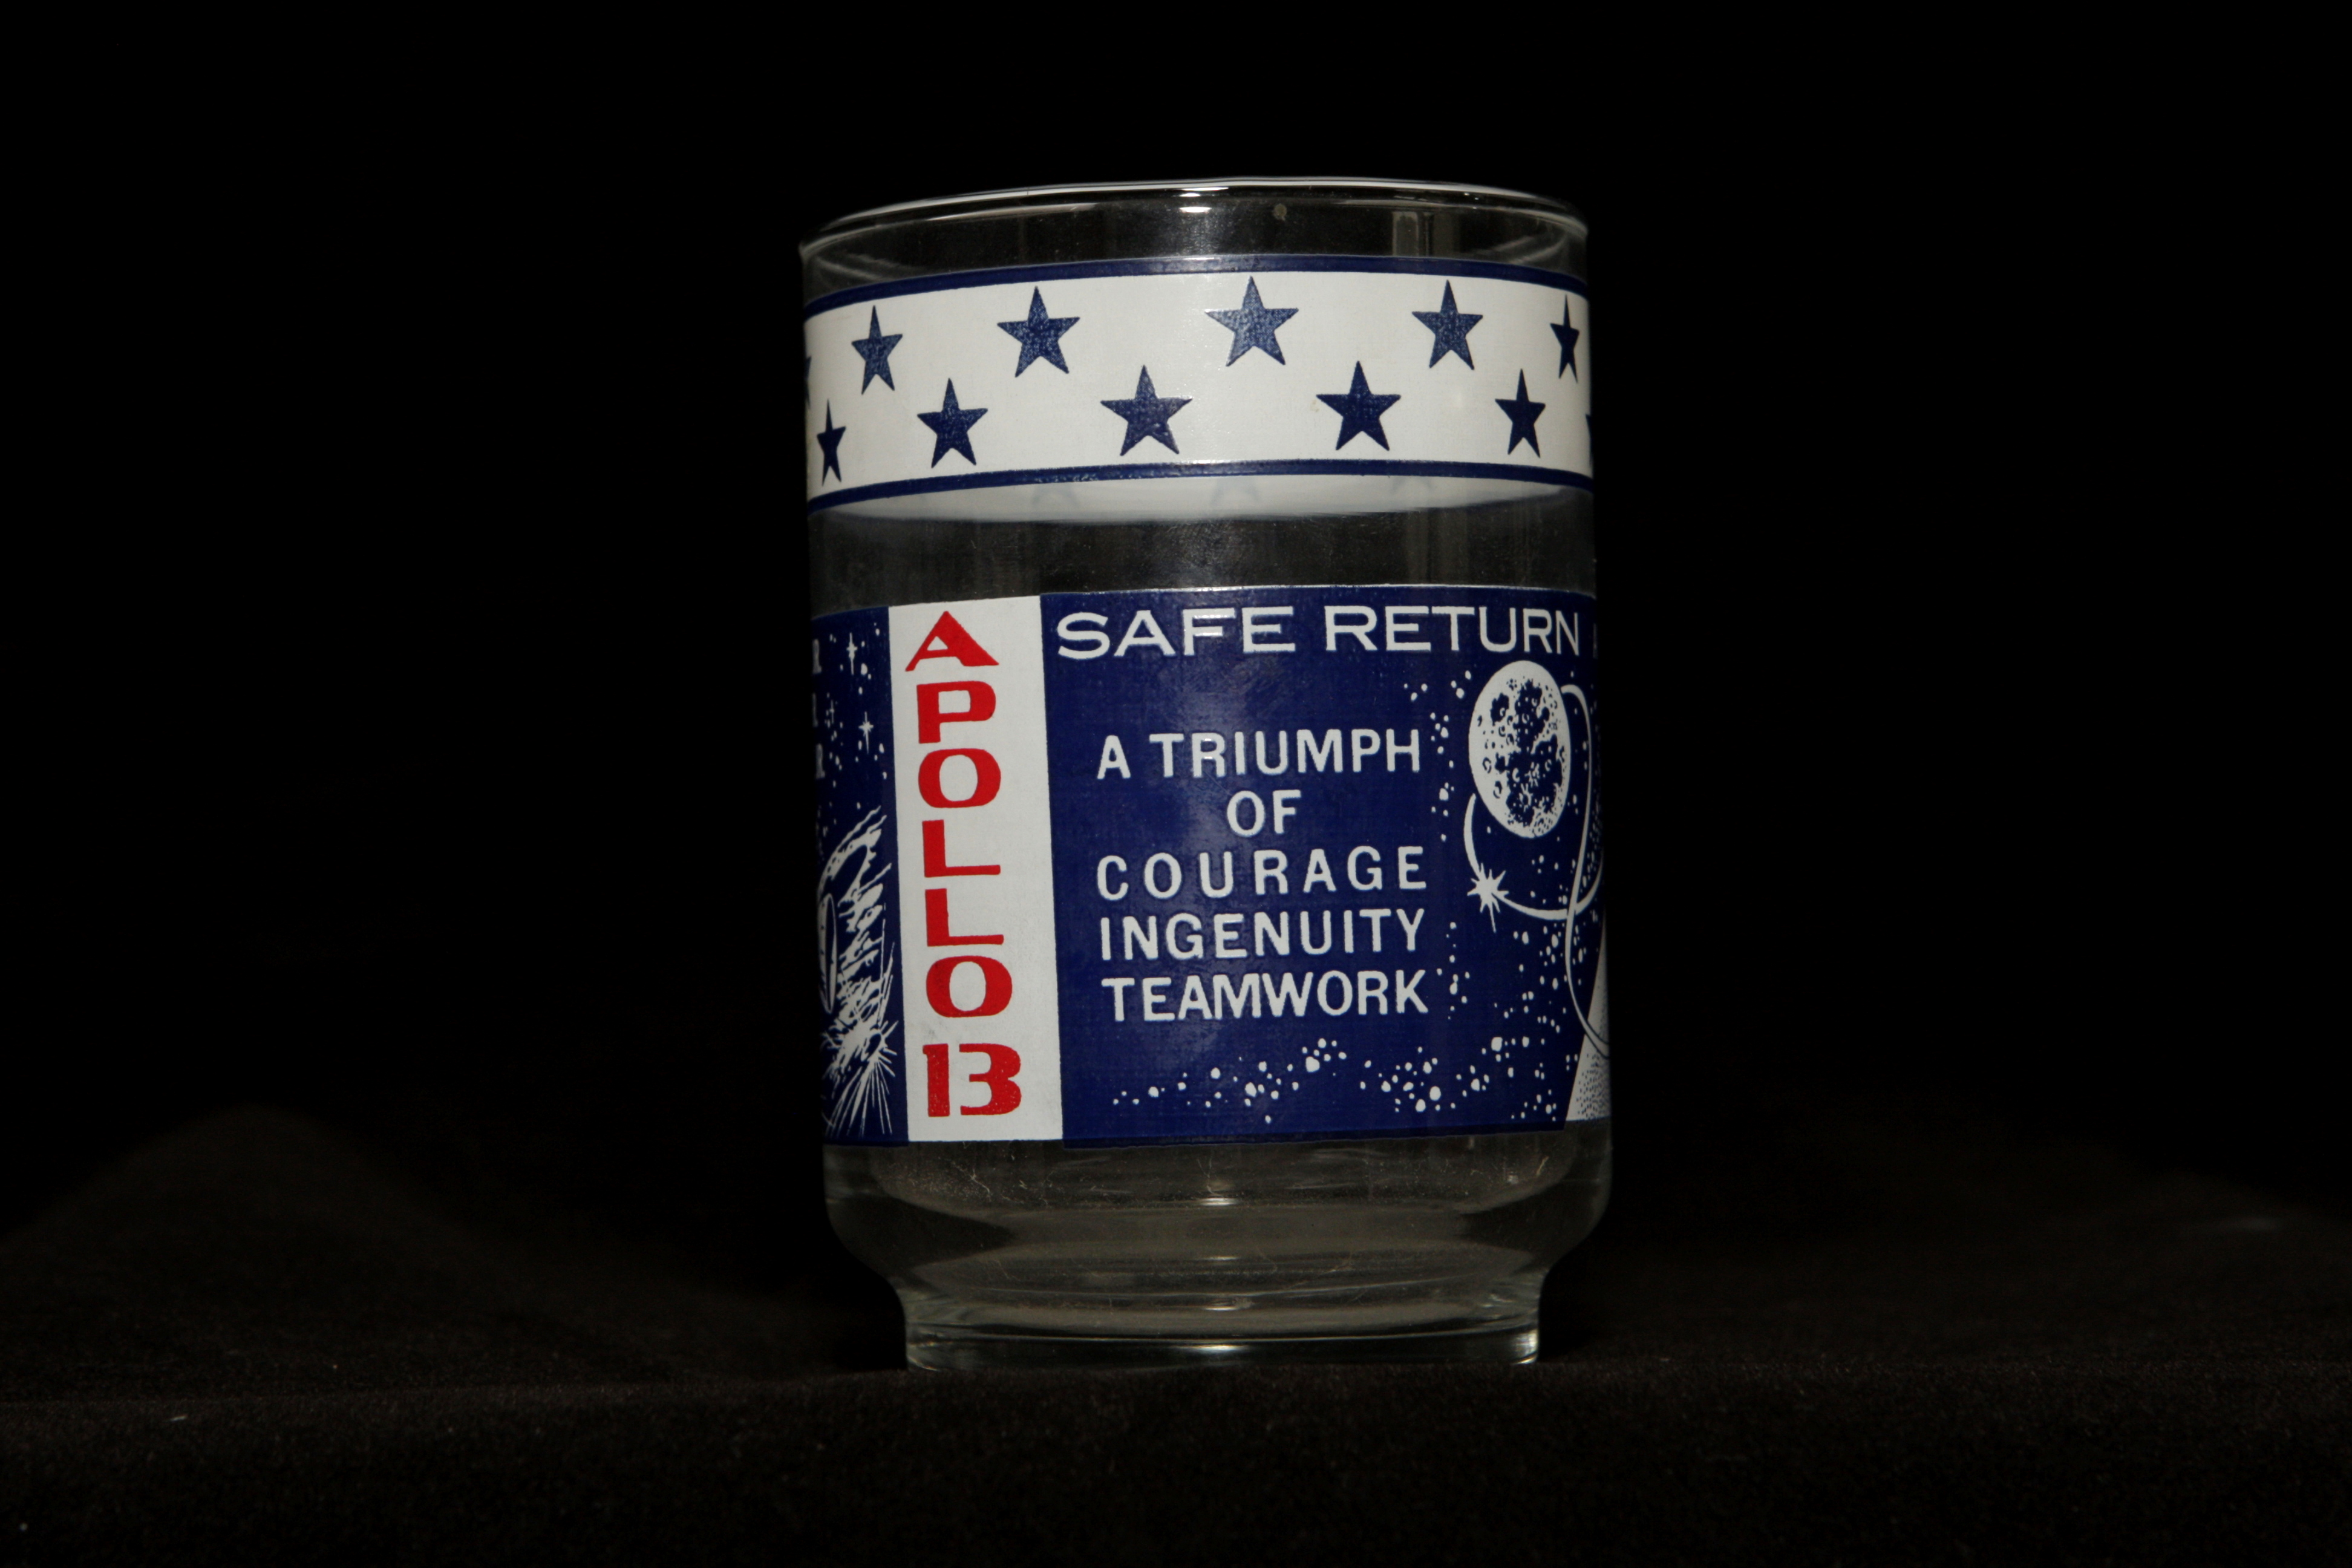 APOLLO 13
SAFE RETURN
A TRIUMPH
OF
COURAGE
INGENUITY
TEAMWORK